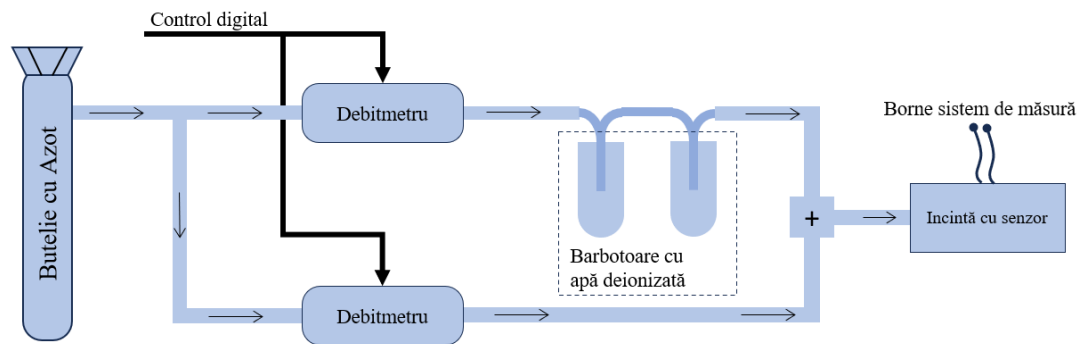 Control digital
Butelie cu Azot
Debitmetru
Borne sistem de măsură
+
Incintă cu senzor
Barbotoare cu
apă deionizată
Debitmetru